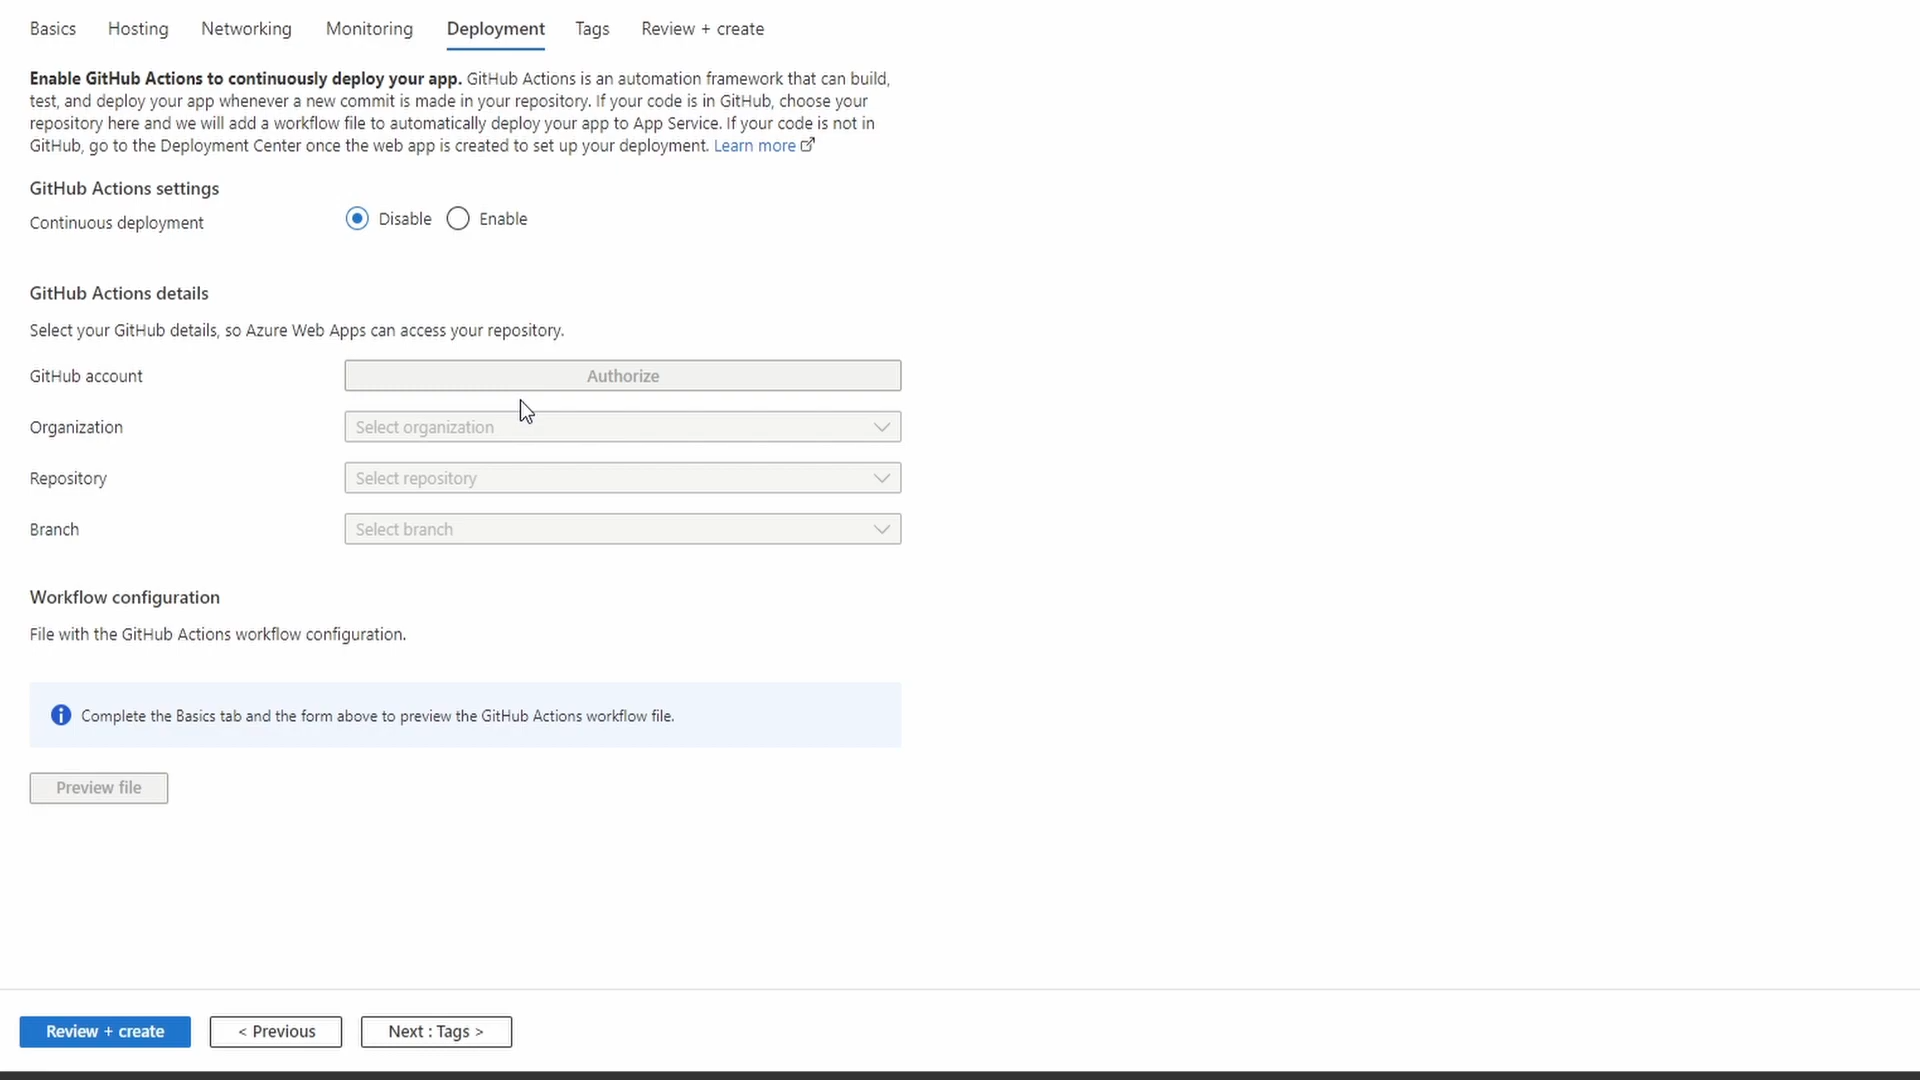 Basics Hosting Networking Monitoring Deployment Tags Review + create
Enable GitHub Actions to continuously deploy your app. GitHub Actions is an automation framework that can build,
test, and deploy your app whenever a new commit is made in your repository. If your code is in GitHub, choose your
repository here and we will add a workflow file to automatically deploy your app to App Service. If your code is not in
GitHub, go to the Deployment Center once the web app is created to set up your deployment. Learn more
GitHub Actions settings
Continuous deployment Disable Enable
GitHub Actions details
Select your GitHub details, so Azure Web Apps can access your repository.
GitHub account Authorize
Organization Select organization
Repository Select repository
Branch Select branch
Workflow configuration
File with the GitHub Actions workflow configuration.
Complete the Basics tab and the form above to preview the GitHub Actions workflow file.
Preview file
Review + create < Previous Next : Tags >